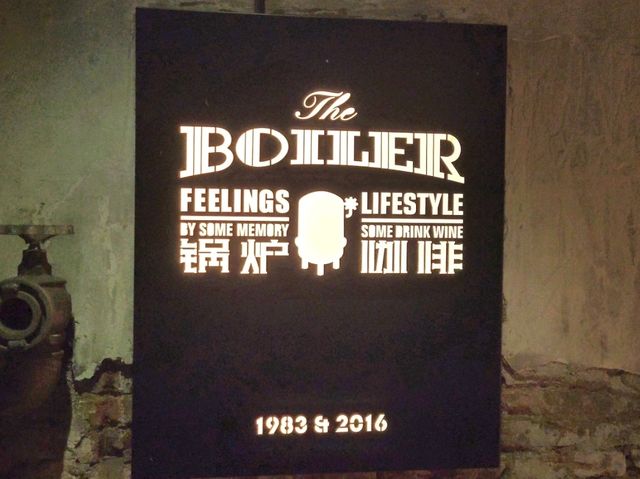 The
BOILER
FEELINGS
BY SOME MEMORY
锅炉
LIFESTYLE
SOME DRINK WINE
咖啡
1983 & 2016